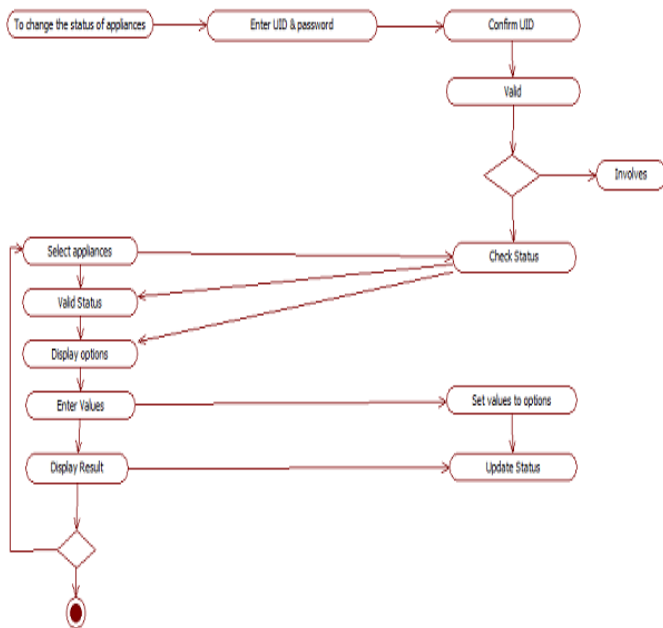 To change the status of appliances
Enter UID & password
Confirm UID
Valid
Involves
Select appliances
Check Status
Valid Status
Display options
Enter Values
Set values to options
Display Result
Update Status